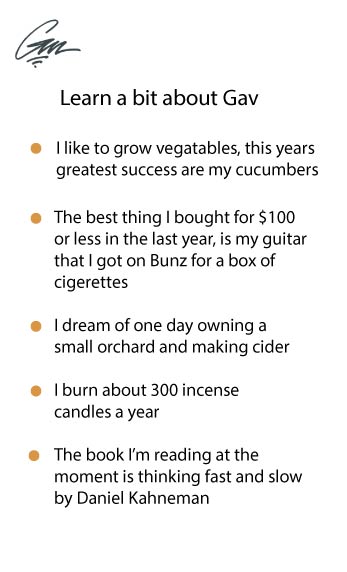 Learn a bit about Gav
I like to grow vegatables, this years
greatest success are my cucumbers
The best thing I bought for $100
or less in the last year, is my guitar
that I got on Bunz for a box of
cigerettes
I dream of one day owning a
small orchard and making cider
I burn about 300 incense
candles a year
The book I'm reading at the
moment is thinking fast and slow
by Daniel Kahneman